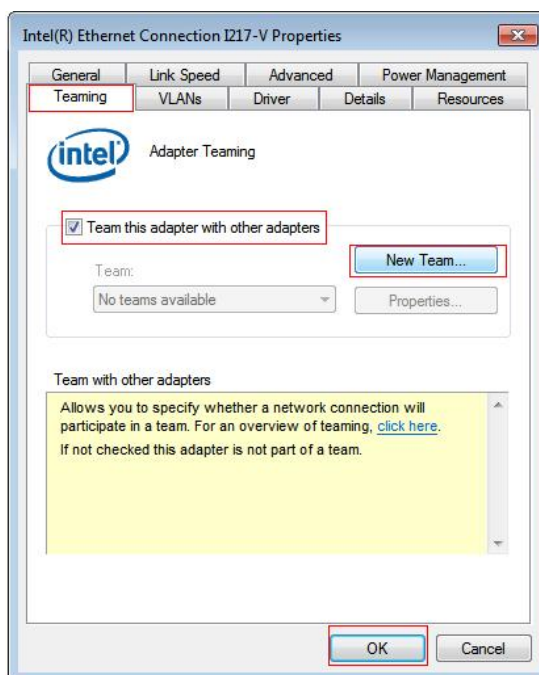 Intel(R) Ethernet Connection I217-V Properties
General Link Speed Advanced Power Management
Teaming VLANs Driver Details Resources
intel Adapter Teaming
Team this adapter with other adapters
New Team...
Team:
No teams available Properties...
Team with other adapters
Allows you to specify whether a network connection will
participate in a team. For an overview of teaming, click here.
If not checked this adapter is not part of a team.
OK Cancel